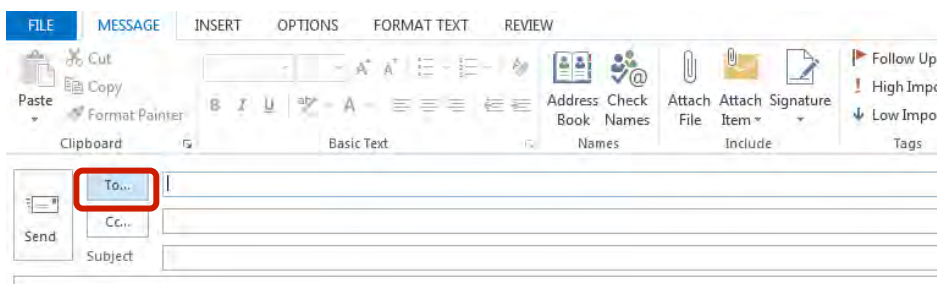 FILE MESSAGE INSERT OPTIONS FORMAT TEXT REVIEW
Cut
Copy
Format Painter
Paste
Clipboard
A A
B I U ab A
Basic Text
Address Book
Check Names
Names
Attach File
Attach Item
Signature
Include
Follow Up
High Impo
Low Impo
Tags
To...
Cc...
Send
Subject